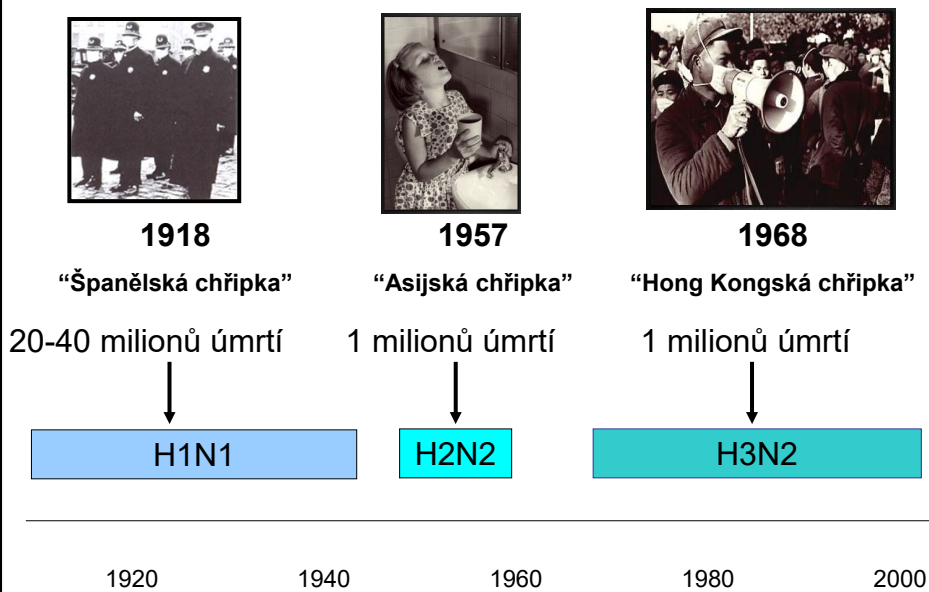 1918
1957
1968
“Španělská chřipka”
“Asijská chřipka”
“Hong Kongská chřipka”
20-40 milionů úmrtí
1 milionů úmrtí
1 milionů úmrtí
H1N1
H2N2
H3N2
1920
1940
1960
1980
2000